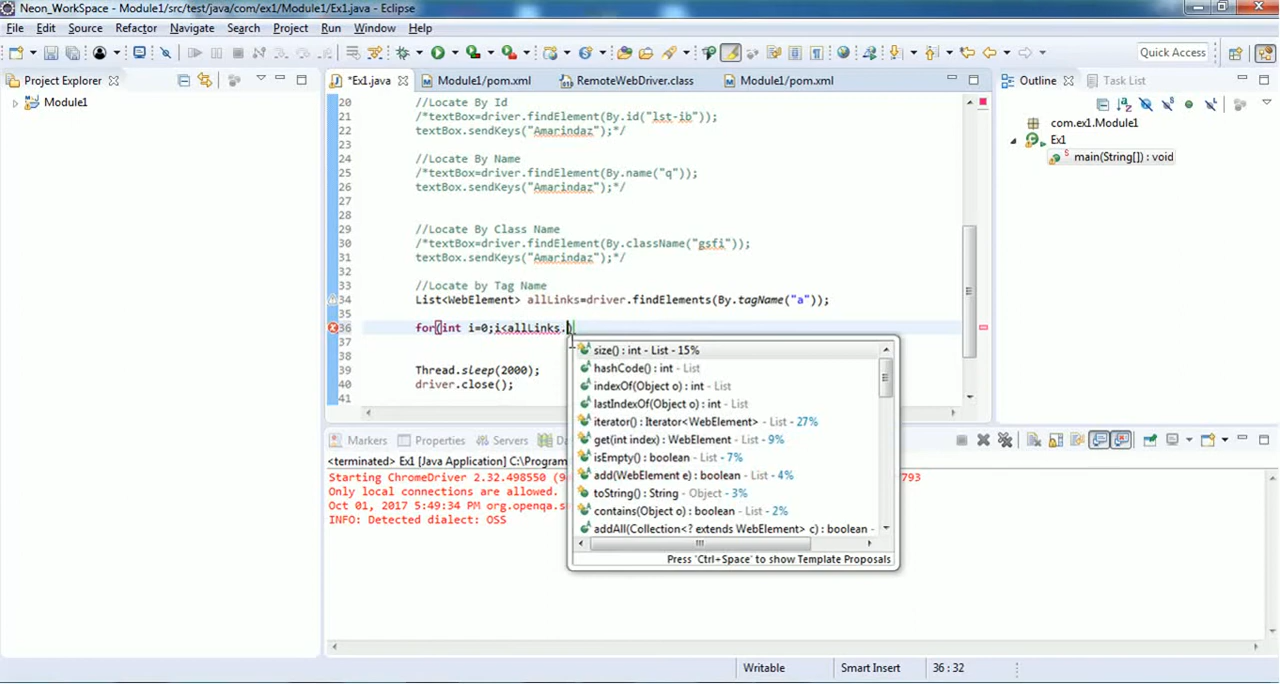 Neon_WorkSpace - Module1/src/test/java/com/ex1/Module1/Ex1.java - Eclipse
File Edit Source Refactor Navigate Search Project Run Window Help
Quick Access
Project Explorer
*Ex1.java Module1/pom.xml RemoteWebDriver.class Module1/pom.xml
Outline Task List
Module1
com.ex1.Module1
Ex1
main(String[]) : void
20 //Locate By Id
21 /*textBox=driver.findElement(By.id("lst-ib"));
22 textBox.sendKeys("Amarindaz");*/
23
24 //Locate By Name
25 /*textBox=driver.findElement(By.name("q"));
26 textBox.sendKeys("Amarindaz");*/
27
28
29 //Locate By Class Name
30 /*textBox=driver.findElement(By.className("gsfi"));
31 textBox.sendKeys("Amarindaz");*/
32
33 //Locate by Tag Name
34 List<WebElement> allLinks=driver.findElements(By.tagName("a"));
35
36 for(int i=0;i<allLinks.)
37
38
39 Thread.sleep(2000);
40 driver.close();
41
size() : int - List - 15%
hashCode() : int - List
indexOf(Object o) : int - List
lastIndexOf(Object o) : int - List
iterator() : Iterator<WebElement> - List - 27%
get(int index) : WebElement - List - 9%
isEmpty() : boolean - List - 7%
add(WebElement e) : boolean - List - 4%
toString() : String - Object - 3%
contains(Object o) : boolean - List - 2%
addAll(Collection<? extends WebElement> c) : boolean -
Press 'Ctrl+Space' to show Template Proposals
Markers Properties Servers Da
<terminated> Ex1 [Java Application] C:\Program
Starting ChromeDriver 2.32.498550 (9 793
Only local connections are allowed.
Oct 01, 2017 5:49:34 PM org.openqa.s
INFO: Detected dialect: OSS
Writable Smart Insert 36 : 32